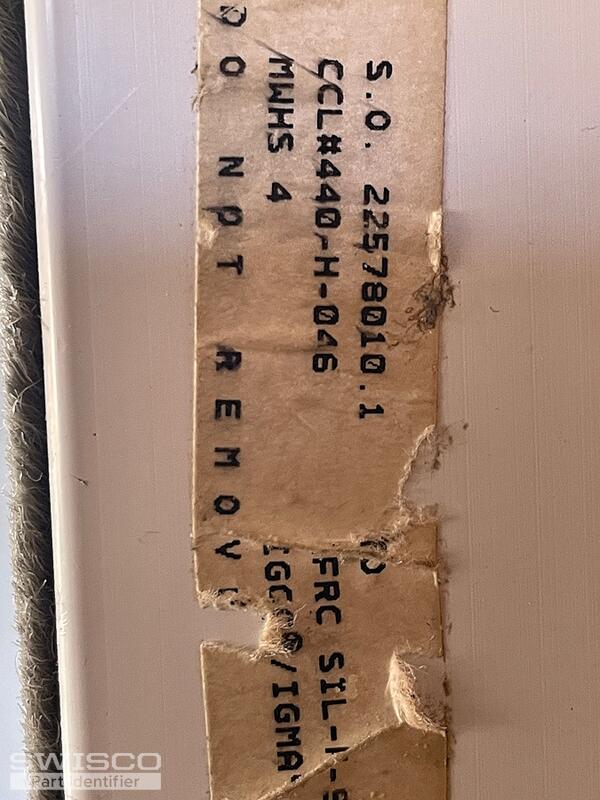 S.O. 22578010.1
CCL#440-H-046 FRC SIL-
MWHS 4 IGCC®/IGMA
DO NOT REMOV
SWISCO
Part Identifier